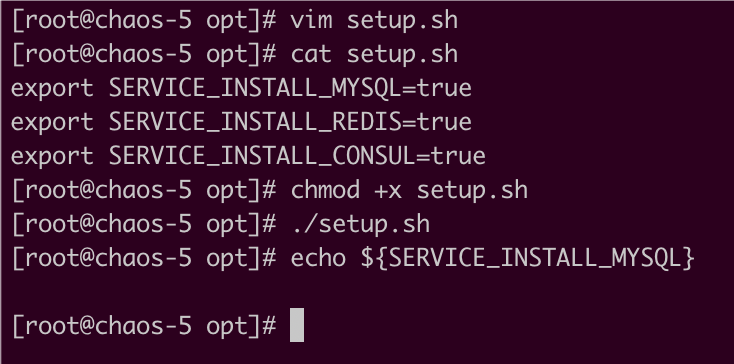 [root@chaos-5 opt]# vim setup.sh
[root@chaos-5 opt]# cat setup.sh
export SERVICE_INSTALL_MYSQL=true
export SERVICE_INSTALL_REDIS=true
export SERVICE_INSTALL_CONSUL=true
[root@chaos-5 opt]# chmod +x setup.sh
[root@chaos-5 opt]# ./setup.sh
[root@chaos-5 opt]# echo ${SERVICE_INSTALL_MYSQL}
[root@chaos-5 opt]#